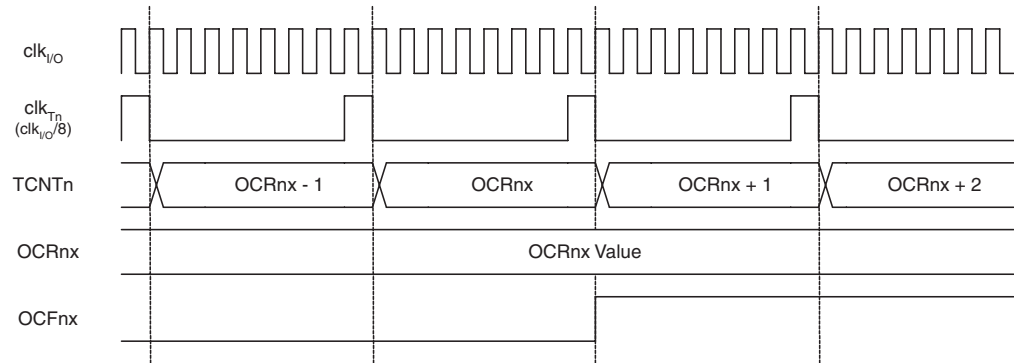 clkI/O
clkTn
(clkI/O/8)
TCNTn OCRnx - 1 OCRnx OCRnx + 1 OCRnx + 2
OCRnx OCRnx Value
OCFnx